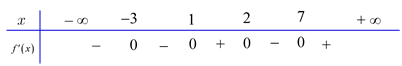 x −∞ −3 1 2 7 +∞
f′(x) − 0 − 0 + 0 − 0 +